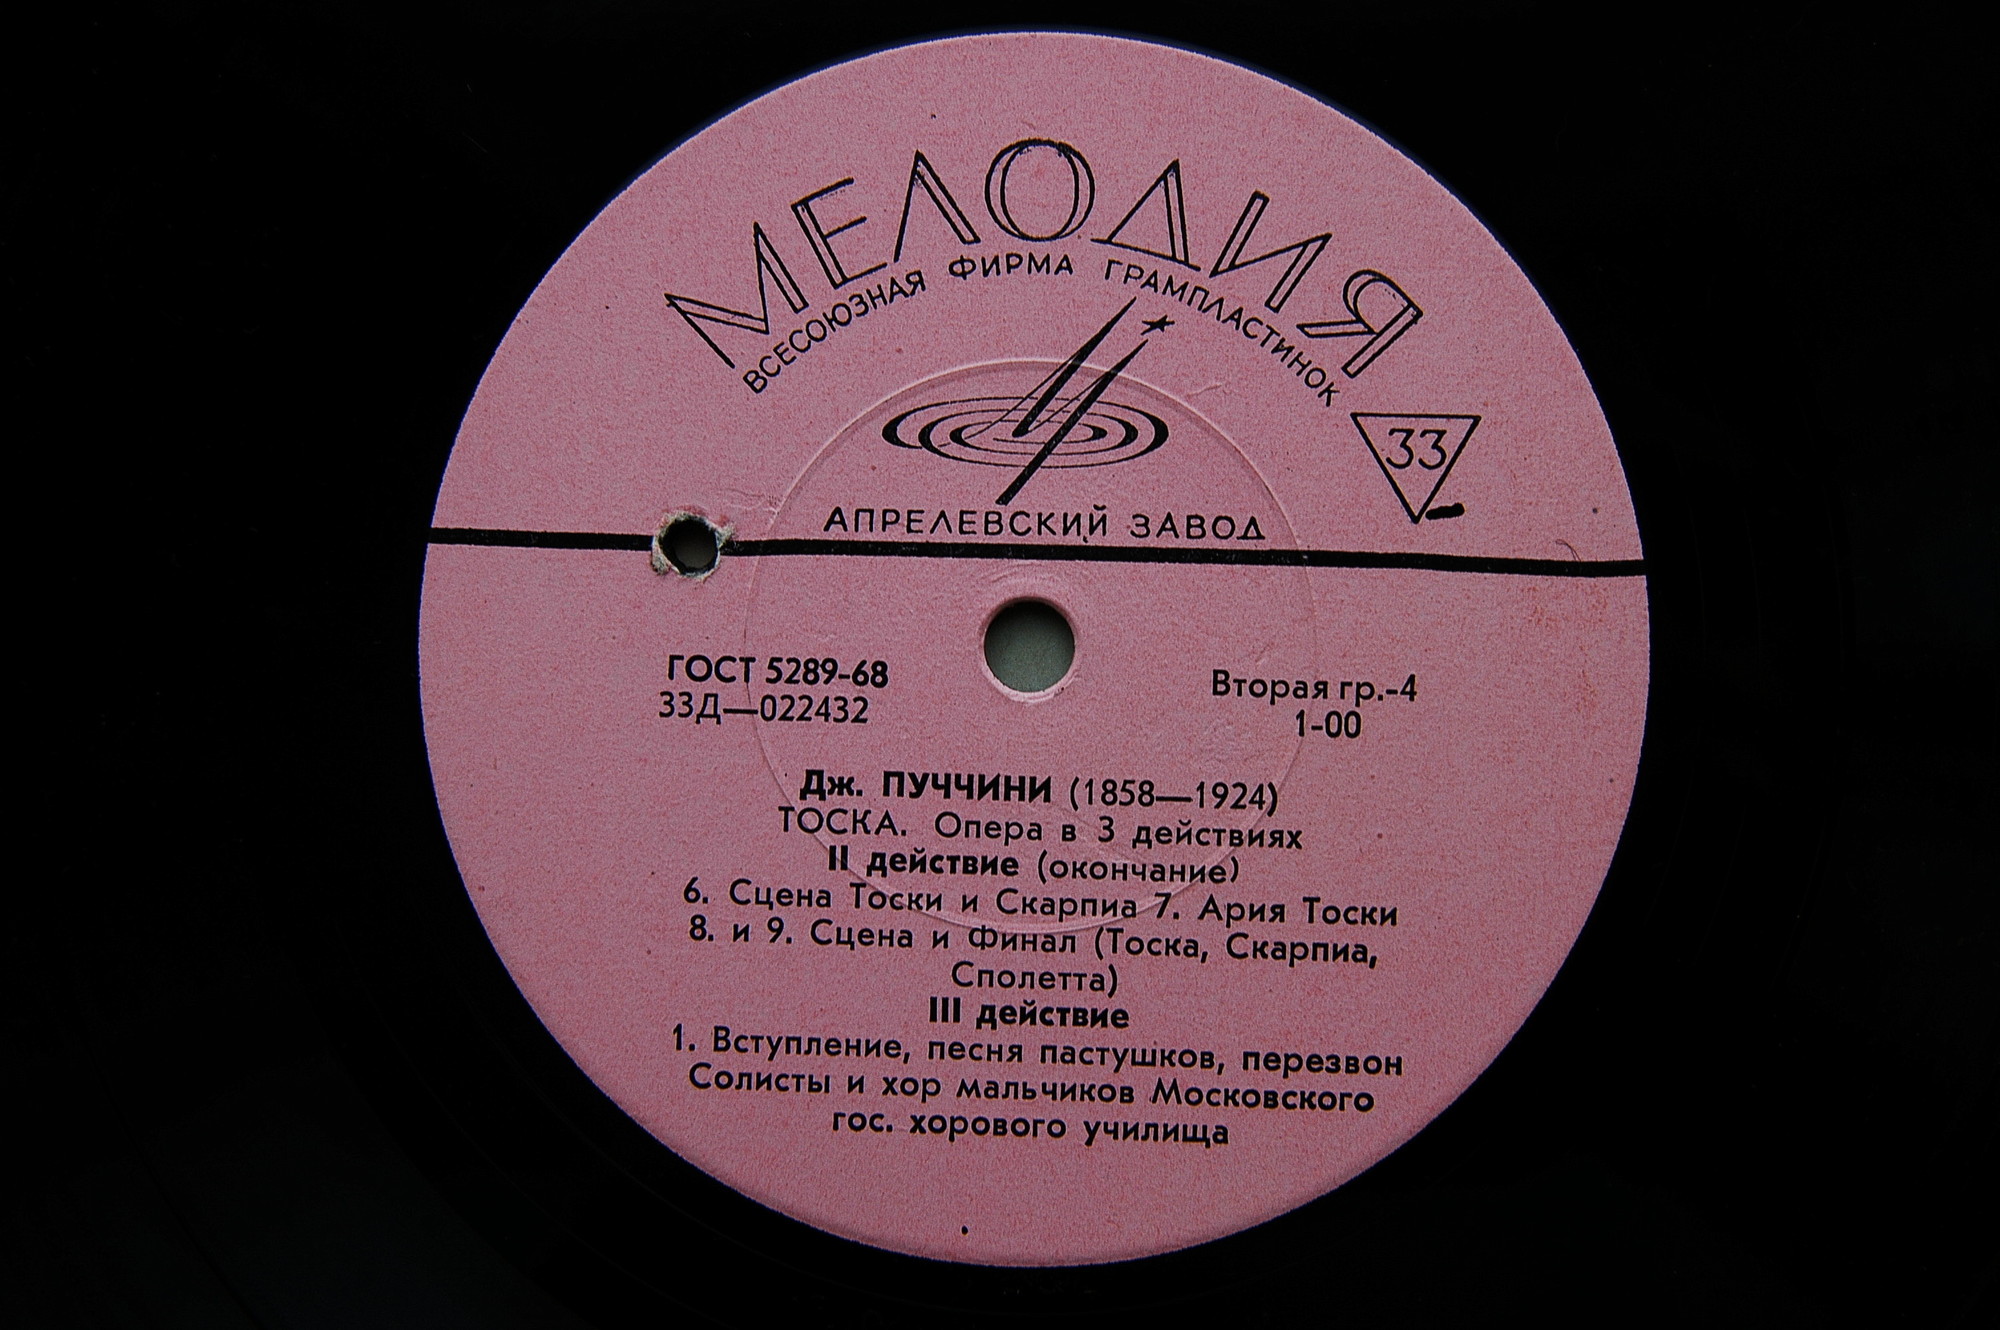 МЕЛОДИЯ
ВСЕСОЮЗНАЯ ФИРМА ГРАМПЛАСТИНОК
33
АПРЕЛЕВСКИЙ ЗАВОД
ГОСТ 5289-68
33Д—022432
Вторая гр.-4
1-00
Дж. ПУЧЧИНИ (1858—1924)
ТОСКА. Опера в 3 действиях
II действие (окончание)
6. Сцена Тоски и Скарпиа 7. Ария Тоски
8. и 9. Сцена и Финал (Тоска, Скарпиа,
Сполетта)
III действие
1. Вступление, песня пастушков, перезвон
Солисты и хор мальчиков Московского
гос. хорового училища